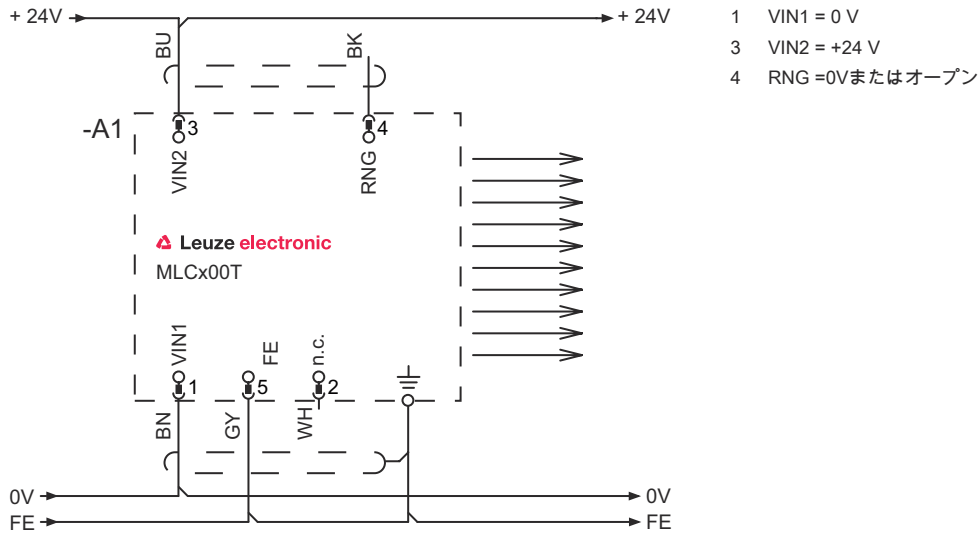 + 24V
+ 24V
BU
BK
-A1
3
4
VIN2
RNG
Leuze electronic
MLCx00T
VIN1
FE
n.c.
1
5
2
BN
GY
WH
0V
0V
FE
FE
1 VIN1 = 0 V
3 VIN2 = +24 V
4 RNG =0Vまたはオープン